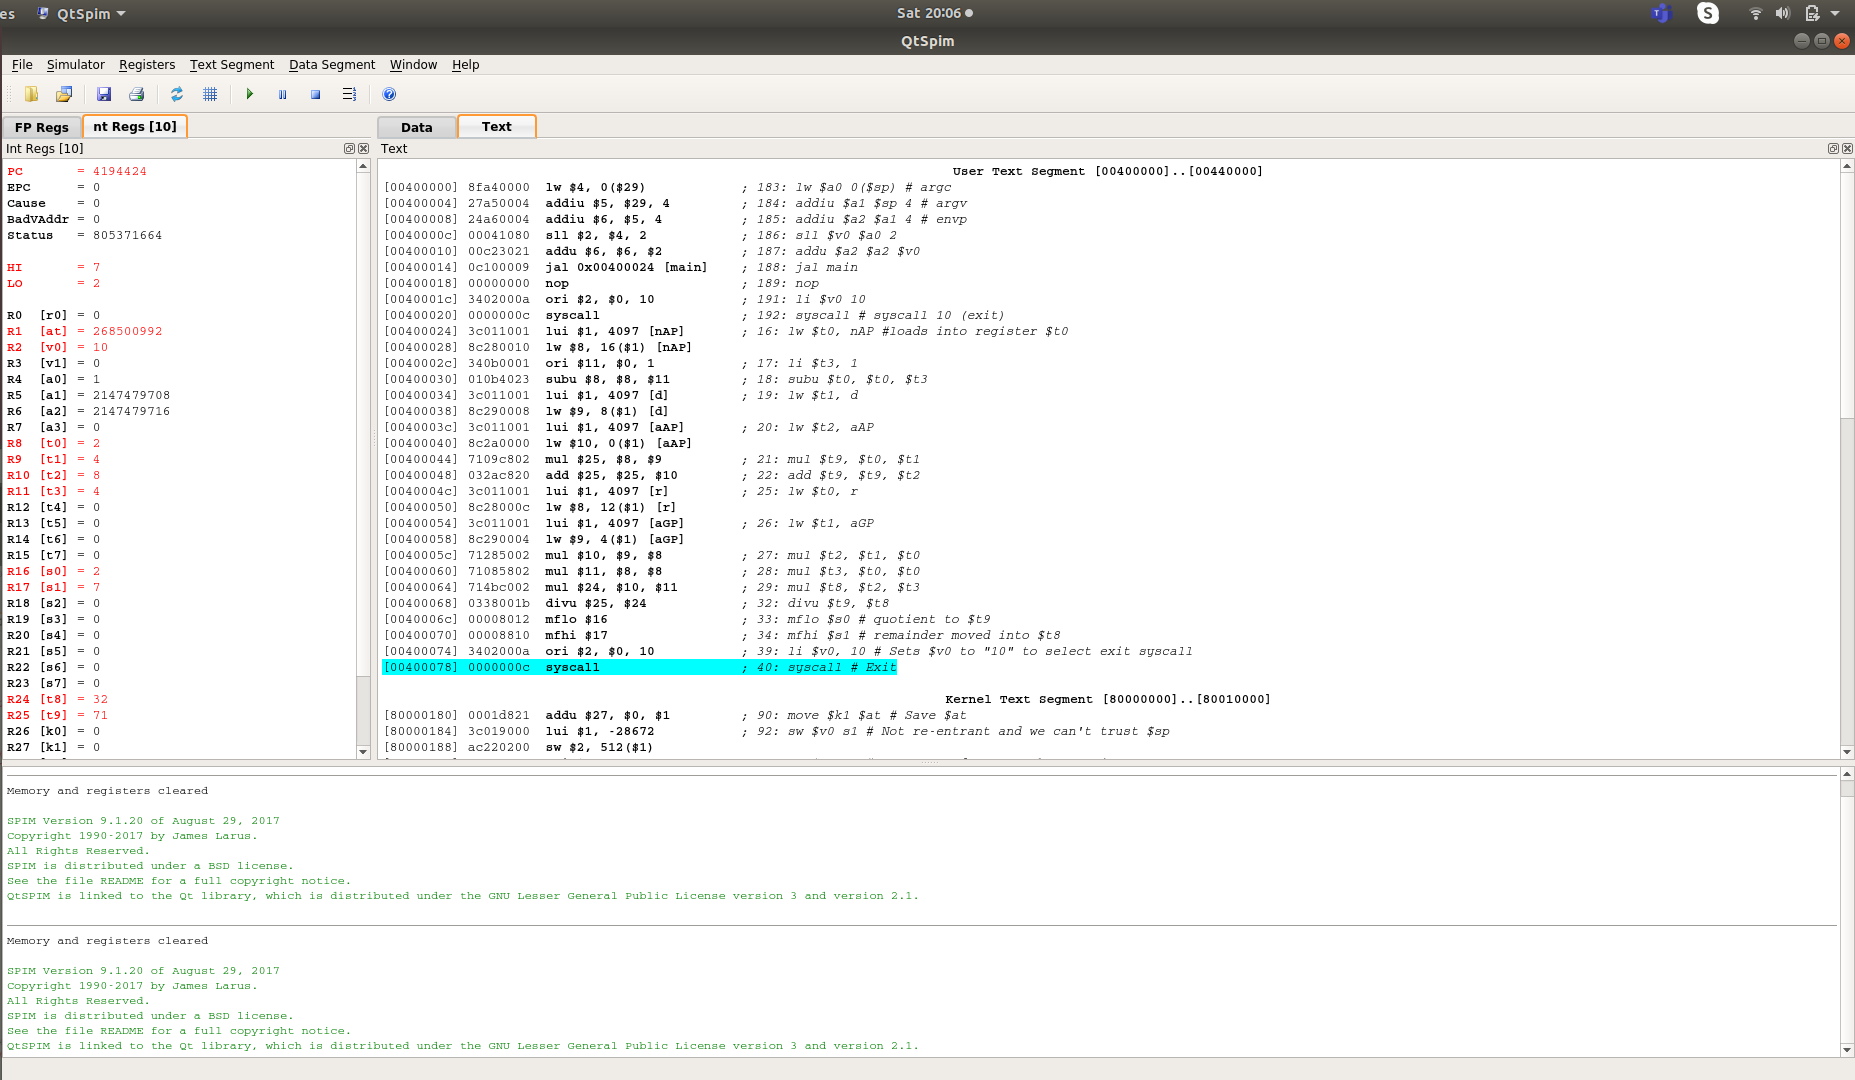 es QtSpim Sat 20:06
QtSpim
File Simulator Registers Text Segment Data Segment Window Help
FP Regs nt Regs [10] Data Text
Int Regs [10]
PC = 4194424
EPC = 0
Cause = 0
BadVAddr = 0
Status = 805371664
HI = 7
LO = 2
R0 [r0] = 0
R1 [at] = 268500992
R2 [v0] = 10
R3 [v1] = 0
R4 [a0] = 1
R5 [a1] = 2147479708
R6 [a2] = 2147479716
R7 [a3] = 0
R8 [t0] = 2
R9 [t1] = 4
R10 [t2] = 8
R11 [t3] = 4
R12 [t4] = 0
R13 [t5] = 0
R14 [t6] = 0
R15 [t7] = 0
R16 [s0] = 2
R17 [s1] = 7
R18 [s2] = 0
R19 [s3] = 0
R20 [s4] = 0
R21 [s5] = 0
R22 [s6] = 0
R23 [s7] = 0
R24 [t8] = 32
R25 [t9] = 71
R26 [k0] = 0
R27 [k1] = 0
Text
User Text Segment [00400000]..[00440000]
[00400000] 8fa40000 lw $4, 0($29) ; 183: lw $a0 0($sp) # argc
[00400004] 27a50004 addiu $5, $29, 4 ; 184: addiu $a1 $sp 4 # argv
[00400008] 24a60004 addiu $6, $5, 4 ; 185: addiu $a2 $a1 4 # envp
[0040000c] 00041080 sll $2, $4, 2 ; 186: sll $v0 $a0 2
[00400010] 00c23021 addu $6, $6, $2 ; 187: addu $a2 $a2 $v0
[00400014] 0c100009 jal 0x00400024 [main] ; 188: jal main
[00400018] 00000000 nop ; 189: nop
[0040001c] 3402000a ori $2, $0, 10 ; 191: li $v0 10
[00400020] 0000000c syscall ; 192: syscall # syscall 10 (exit)
[00400024] 3c011001 lui $1, 4097 [nAP] ; 16: lw $t0, nAP #loads into register $t0
[00400028] 8c280010 lw $8, 16($1) [nAP]
[0040002c] 340b0001 ori $11, $0, 1 ; 17: li $t3, 1
[00400030] 010b4023 subu $8, $8, $11 ; 18: subu $t0, $t0, $t3
[00400034] 3c011001 lui $1, 4097 [d] ; 19: lw $t1, d
[00400038] 8c290008 lw $9, 8($1) [d]
[0040003c] 3c011001 lui $1, 4097 [aAP] ; 20: lw $t2, aAP
[00400040] 8c2a0000 lw $10, 0($1) [aAP]
[00400044] 7109c802 mul $25, $8, $9 ; 21: mul $t9, $t0, $t1
[00400048] 032ac820 add $25, $25, $10 ; 22: add $t9, $t9, $t2
[0040004c] 3c011001 lui $1, 4097 [r] ; 25: lw $t0, r
[00400050] 8c28000c lw $8, 12($1) [r]
[00400054] 3c011001 lui $1, 4097 [aGP] ; 26: lw $t1, aGP
[00400058] 8c290004 lw $9, 4($1) [aGP]
[0040005c] 71285002 mul $10, $9, $8 ; 27: mul $t2, $t1, $t0
[00400060] 71085802 mul $11, $8, $8 ; 28: mul $t3, $t0, $t0
[00400064] 714bc002 mul $24, $10, $11 ; 29: mul $t8, $t2, $t3
[00400068] 0338001b divu $25, $24 ; 32: divu $t9, $t8
[0040006c] 00008012 mflo $16 ; 33: mflo $s0 # quotient to $t9
[00400070] 00008810 mfhi $17 ; 34: mfhi $s1 # remainder moved into $t8
[00400074] 3402000a ori $2, $0, 10 ; 39: li $v0, 10 # Sets $v0 to "10" to select exit syscall
[00400078] 0000000c syscall ; 40: syscall # Exit
Kernel Text Segment [80000000]..[80010000]
[80000180] 0001d821 addu $27, $0, $1 ; 90: move $k1 $at # Save $at
[80000184] 3c019000 lui $1, -28672 ; 92: sw $v0 s1 # Not re-entrant and we can't trust $sp
[80000188] ac220200 sw $2, 512($1)
Memory and registers cleared
SPIM Version 9.1.20 of August 29, 2017
Copyright 1990-2017 by James Larus.
All Rights Reserved.
SPIM is distributed under a BSD license.
See the file README for a full copyright notice.
QtSPIM is linked to the Qt library, which is distributed under the GNU Lesser General Public License version 3 and version 2.1.
Memory and registers cleared
SPIM Version 9.1.20 of August 29, 2017
Copyright 1990-2017 by James Larus.
All Rights Reserved.
SPIM is distributed under a BSD license.
See the file README for a full copyright notice.
QtSPIM is linked to the Qt library, which is distributed under the GNU Lesser General Public License version 3 and version 2.1.